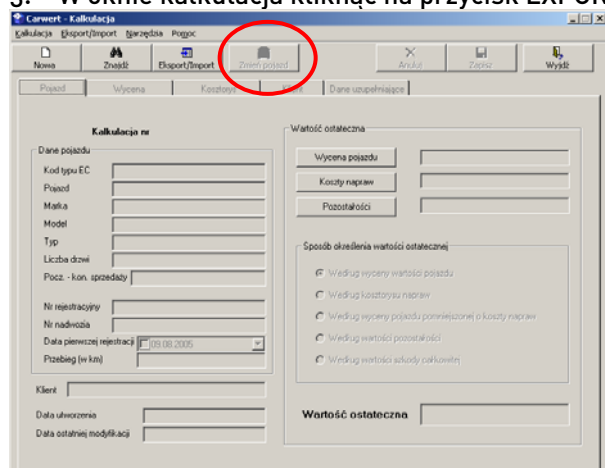 3. W oknie kalkulacja kliknąć na przycisk EXPOR
Carwert - Kalkulacja
Kalkulacja Eksport/Import Narzędzia Pomoc
Nowa Znajdź Eksport/Import Zmień pojazd Anuluj Zapisz Wyjdź
Pojazd Wycena Kosztorys Klient Dane uzupełniające
Kalkulacja nr
Dane pojazdu
Kod typu EC
Pojazd
Marka
Model
Typ
Liczba drzwi
Pocz. - kon. sprzedaży
Nr rejestracyjny
Nr nadwozia
Data pierwszej rejestracji 09.08.2005
Przebieg (w km)
Klient
Data utworzenia
Data ostatniej modyfikacji
Wartość ostateczna
Wycena pojazdu
Koszty napraw
Pozostałości
Sposób określenia wartości ostatecznej
Według wyceny wartości pojazdu
Według kosztorysu napraw
Według wyceny pojazdu pomniejszonej o koszty napraw
Według wartości pozostałości
Według wartości szkody całkowitej
Wartość ostateczna